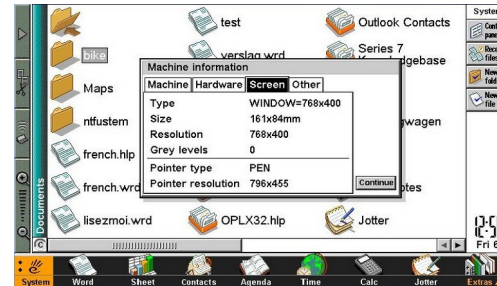 test
Outlook Contacts
System
bike
verslag.wrd
Series 7
Machine information
Machine Hardware Screen Other
Maps
Type WINDOW=768x400
Size 161x84mm
ntfustem
Resolution 768x400
Grey levels 0
french.hlp
Pointer type PEN
french.wrd
Pointer resolution 796x455
Continue
Documents
lisezmoi.wrd
OPLX32.hlp
Jotter
System
Word
Sheet
Contacts
Agenda
Time
Calc
Jotter
Extras